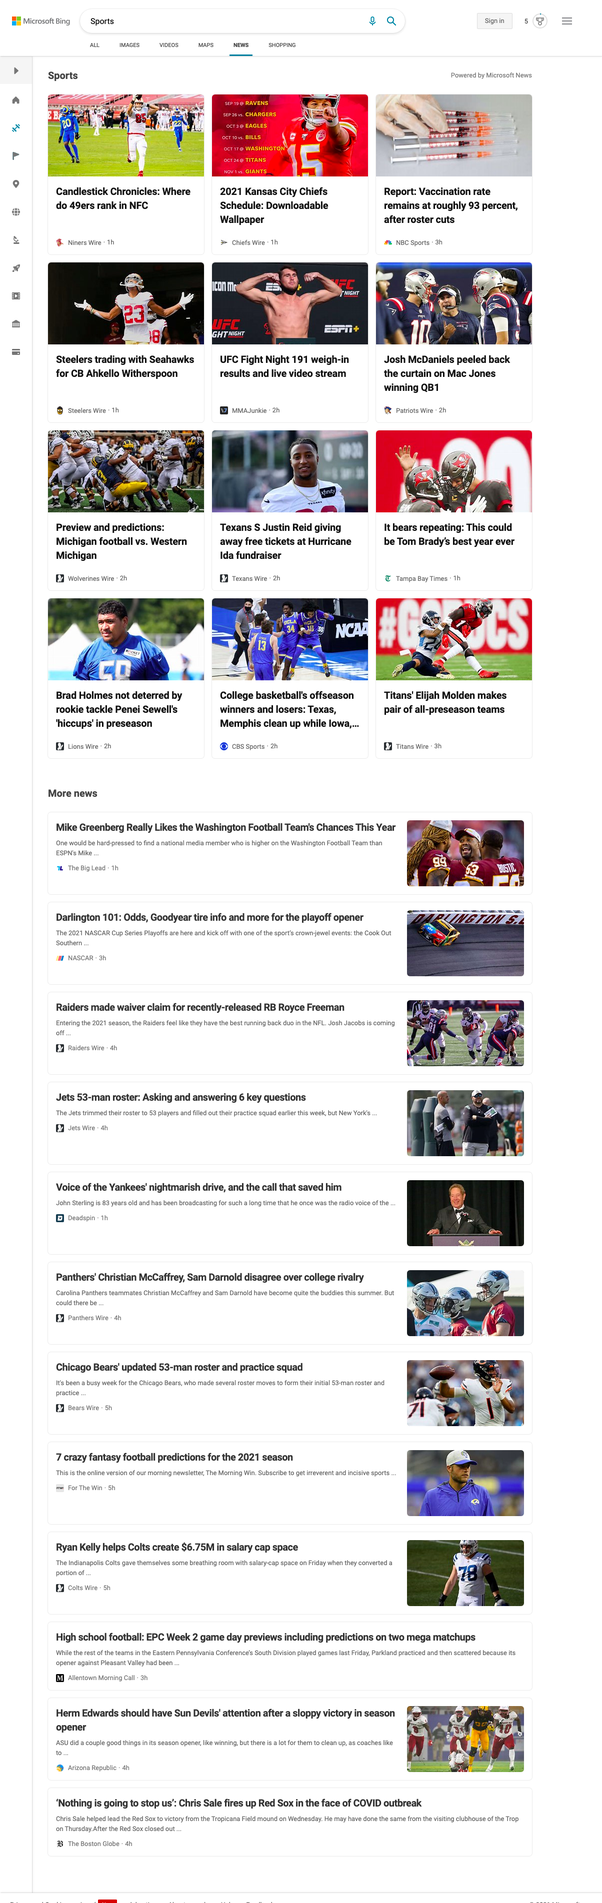 Microsoft Bing
Sports
Sign in
5
ALL
IMAGES
VIDEOS
MAPS
NEWS
SHOPPING
Sports
Powered by Microsoft News
SEP 19 @ RAVENS
SEP 26 vs. CHARGERS
OCT 3 @ EAGLES
OCT 10 vs. BILLS
OCT 17 @ WASHINGTON
OCT 24 @ TITANS
NOV 1 vs. GIANTS
15
Candlestick Chronicles: Where
do 49ers rank in NFC
Niners Wire · 1h
2021 Kansas City Chiefs
Schedule: Downloadable
Wallpaper
Chiefs Wire · 1h
Report: Vaccination rate
remains at roughly 93 percent,
after roster cuts
NBC Sports · 3h
23
UFC
FIGHT NIGHT
ESPN+
10
Steelers trading with Seahawks
for CB Ahkello Witherspoon
Steelers Wire · 1h
UFC Fight Night 191 weigh-in
results and live video stream
MMAJunkie · 2h
Josh McDaniels peeled back
the curtain on Mac Jones
winning QB1
Patriots Wire · 2h
xfinity
Preview and predictions:
Michigan football vs. Western
Michigan
Wolverines Wire · 2h
Texans S Justin Reid giving
away free tickets at Hurricane
Ida fundraiser
Texans Wire · 2h
It bears repeating: This could
be Tom Brady's best year ever
Tampa Bay Times · 1h
13
34
NCAA
Brad Holmes not deterred by
rookie tackle Penei Sewell's
'hiccups' in preseason
Lions Wire · 2h
College basketball's offseason
winners and losers: Texas,
Memphis clean up while Iowa,...
CBS Sports · 2h
Titans' Elijah Molden makes
pair of all-preseason teams
Titans Wire · 3h
More news
Mike Greenberg Really Likes the Washington Football Team's Chances This Year
One would be hard-pressed to find a national media member who is higher on the Washington Football Team than
ESPN's Mike ...
The Big Lead · 1h
99
53
BOSTIC
Darlington 101: Odds, Goodyear tire info and more for the playoff opener
The 2021 NASCAR Cup Series Playoffs are here and kick off with one of the sport's crown-jewel events: the Cook Out
Southern ...
NASCAR · 3h
Raiders made waiver claim for recently-released RB Royce Freeman
Entering the 2021 season, the Raiders feel like they have the best running back duo in the NFL. Josh Jacobs is coming
off ...
Raiders Wire · 4h
Jets 53-man roster: Asking and answering 6 key questions
The Jets trimmed their roster to 53 players and filled out their practice squad earlier this week, but New York's ...
Jets Wire · 4h
Voice of the Yankees' nightmarish drive, and the call that saved him
John Sterling is 83 years old and has been broadcasting for such a long time that he once was the radio voice of the ...
Deadspin · 1h
Panthers' Christian McCaffrey, Sam Darnold disagree over college rivalry
Carolina Panthers teammates Christian McCaffrey and Sam Darnold have become quite the buddies this summer. But
could there be ...
Panthers Wire · 4h
Chicago Bears' updated 53-man roster and practice squad
It's been a busy week for the Chicago Bears, who made several roster moves to form their initial 53-man roster and
practice ...
Bears Wire · 5h
71
1
7 crazy fantasy football predictions for the 2021 season
This is the online version of our morning newsletter, The Morning Win. Subscribe to get irreverent and incisive sports ...
For The Win · 5h
Ryan Kelly helps Colts create $6.75M in salary cap space
The Indianapolis Colts gave themselves some breathing room with salary-cap space on Friday when they converted a
portion of ...
Colts Wire · 5h
78
High school football: EPC Week 2 game day previews including predictions on two mega matchups
While the rest of the teams in the Eastern Pennsylvania Conference's South Division played games last Friday, Parkland practiced and then scattered because its
opener against Pleasant Valley had been ...
Allentown Morning Call · 3h
Herm Edwards should have Sun Devils' attention after a sloppy victory in season
opener
ASU did a couple good things in its season opener, like winning, but there is a lot for them to clean up, as coaches like
to ...
Arizona Republic · 4h
'Nothing is going to stop us': Chris Sale fires up Red Sox in the face of COVID outbreak
Chris Sale helped lead the Red Sox to victory from the Tropicana Field mound on Wednesday. He may have done the same from the visiting clubhouse of the Trop
on Thursday.After the Red Sox closed out ...
The Boston Globe · 4h